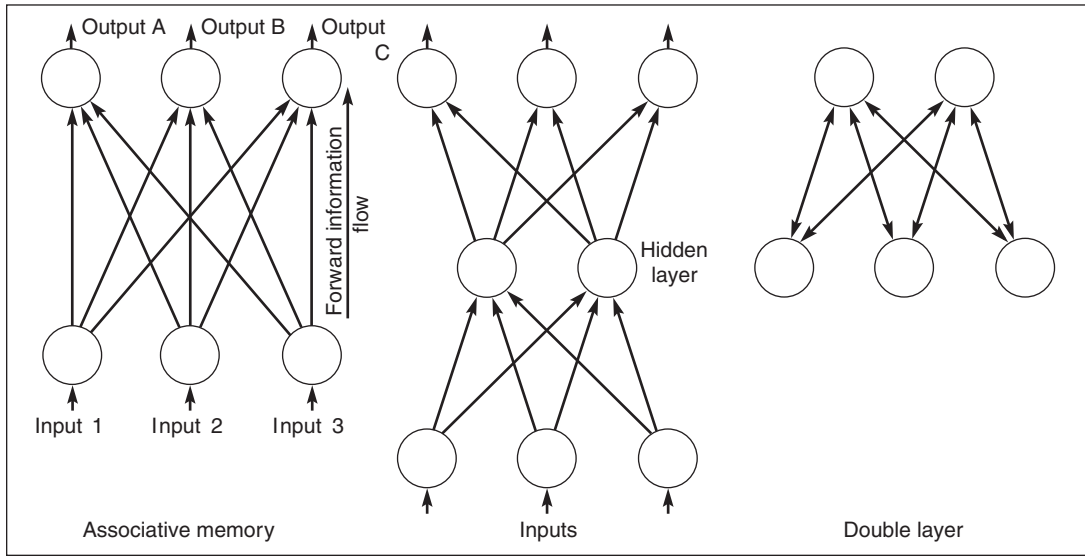 Output A
Output B
Output
C
Forward information
flow
Hidden
layer
Input 1
Input 2
Input 3
Associative memory
Inputs
Double layer